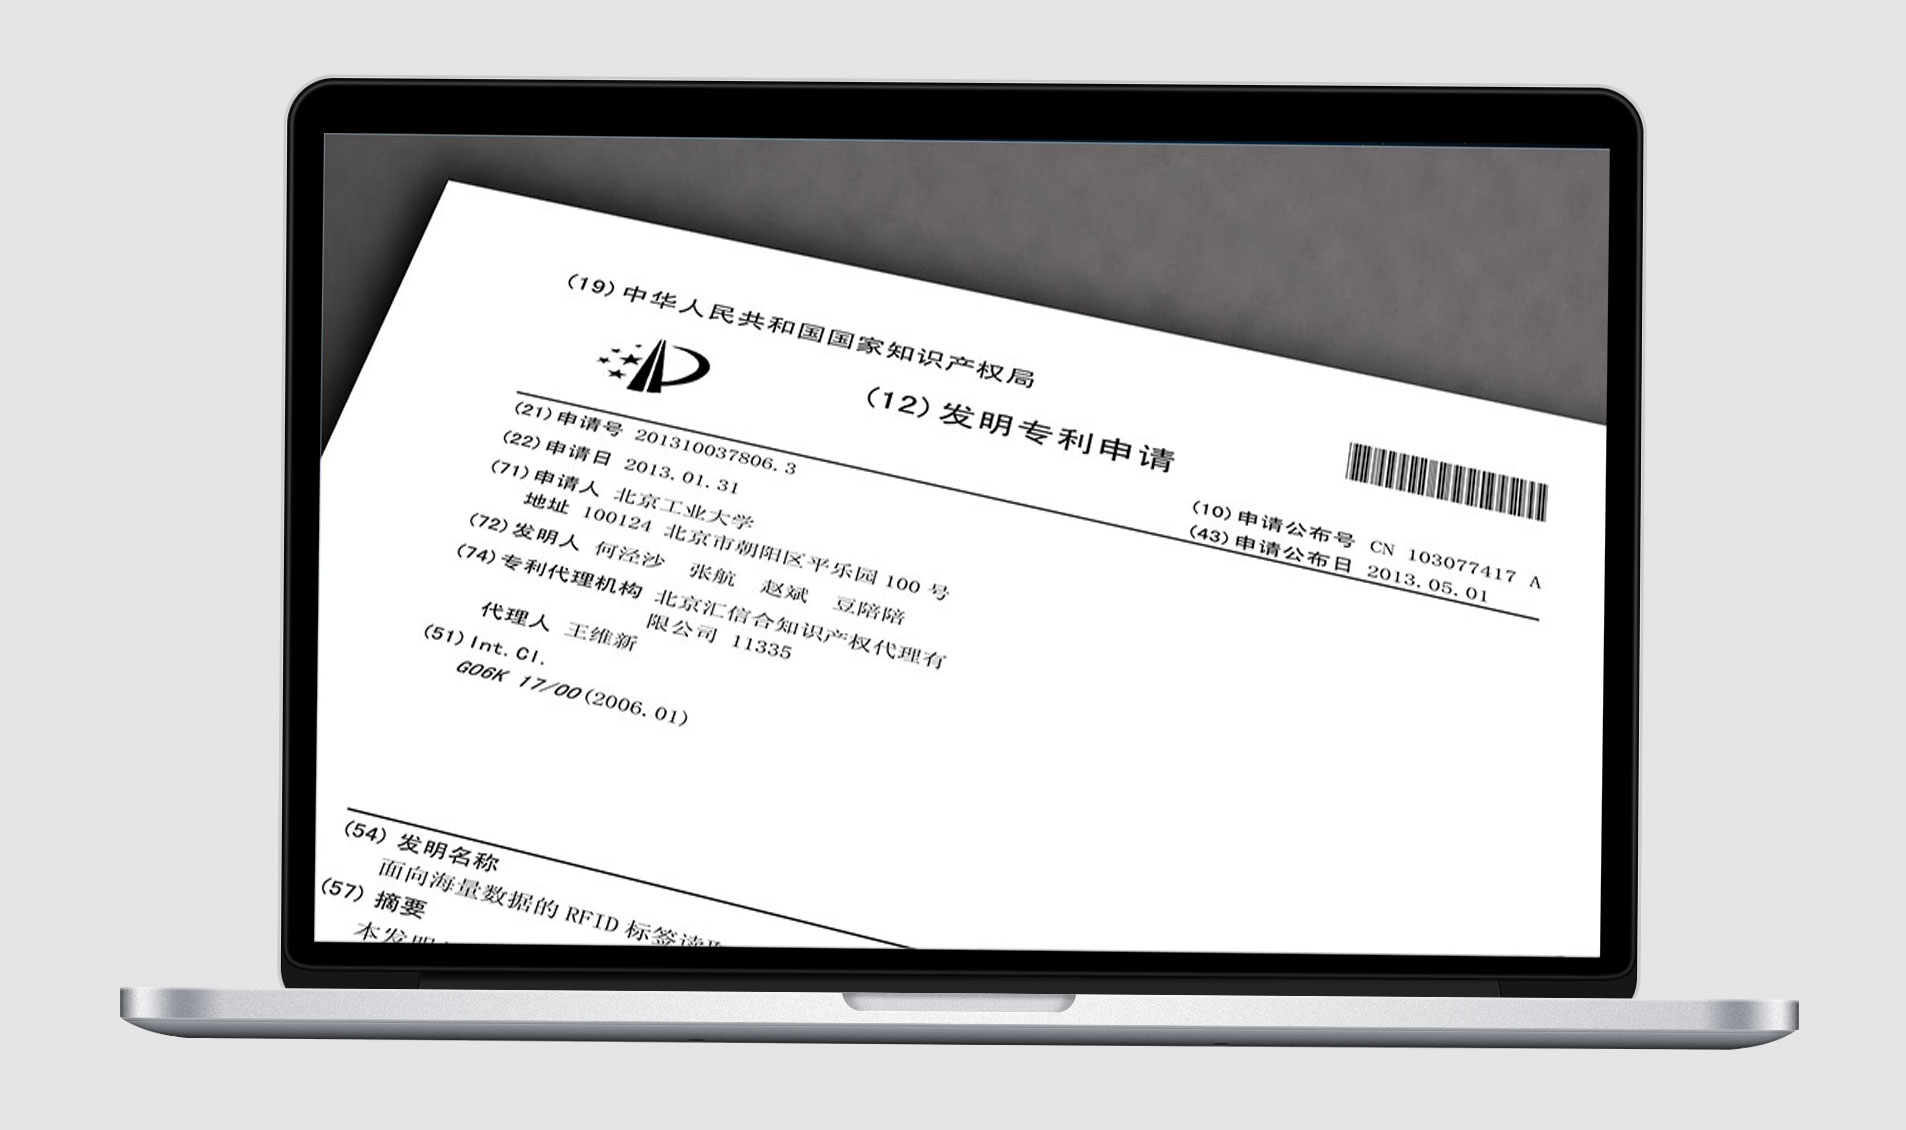 (19)中华人民共和国国家知识产权局
(12)发明专利申请
(10)申请公布号 CN 103077417 A
(43)申请公布日 2013.05.01
(21)申请号 201310037806.3
(22)申请日 2013.01.31
(71)申请人 北京工业大学
地址 100124 北京市朝阳区平乐园 100 号
(72)发明人 何泾沙 张航 赵斌 豆陪陪
(74)专利代理机构 北京汇信合知识产权代理有
限公司 11335
代理人 王维新
(51)Int.Cl.
G06K 17/00(2006.01)
(54)发明名称
面向海量数据的 RFID 标签读
(57)摘要
本发明